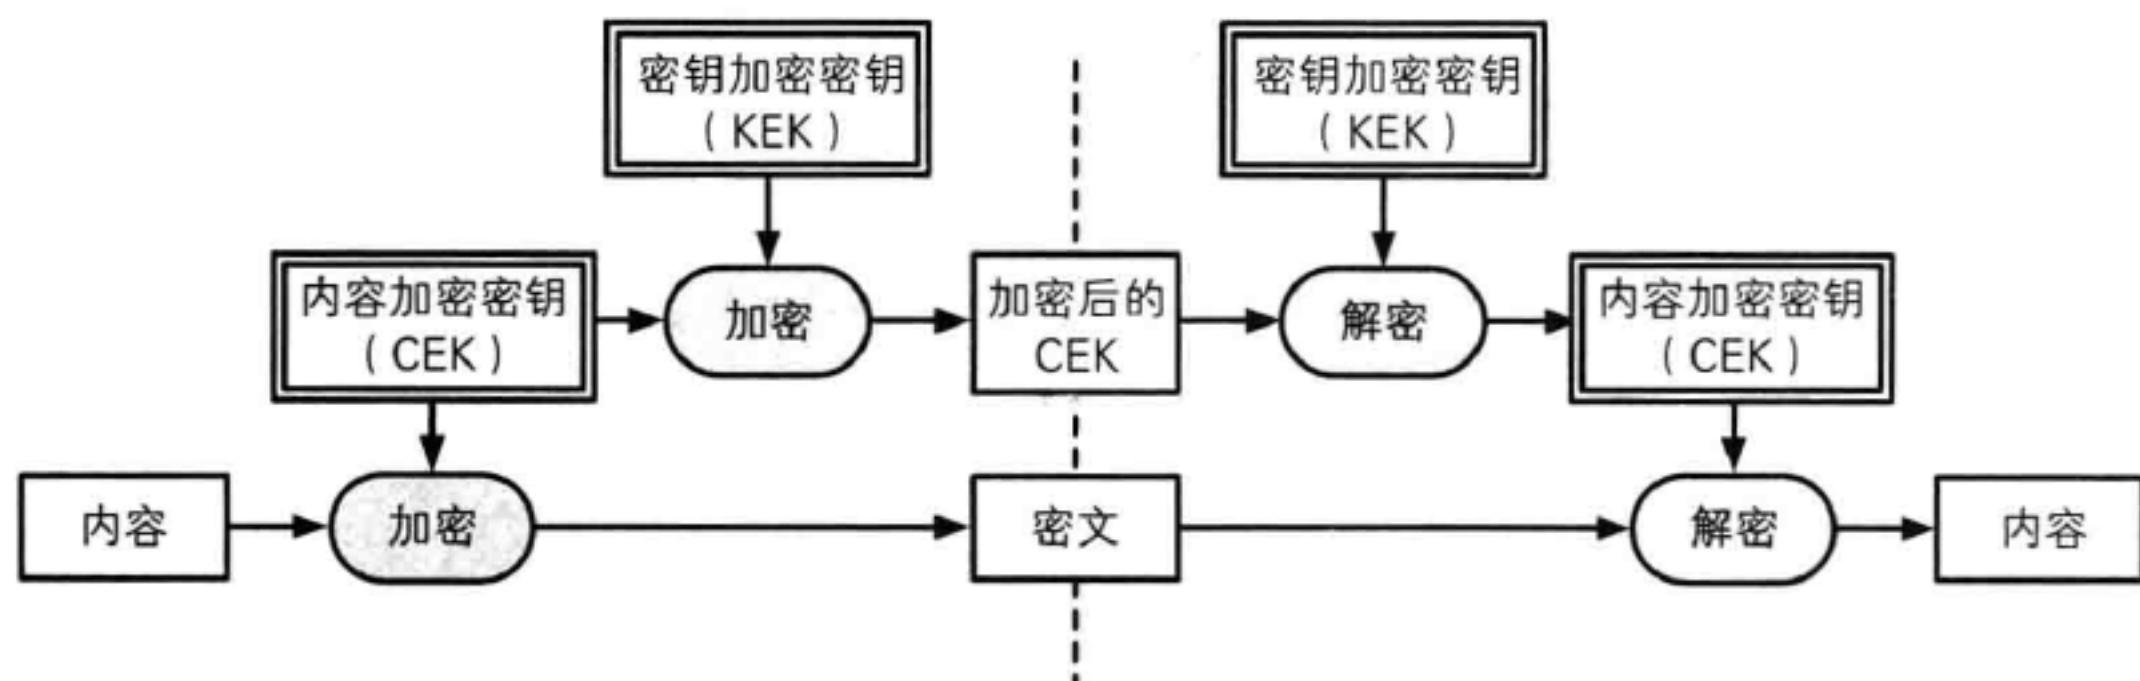 密钥加密密钥
（KEK）
密钥加密密钥
（KEK）
内容加密密钥
（CEK）
加密
加密后的
CEK
解密
内容加密密钥
（CEK）
内容
加密
密文
解密
内容